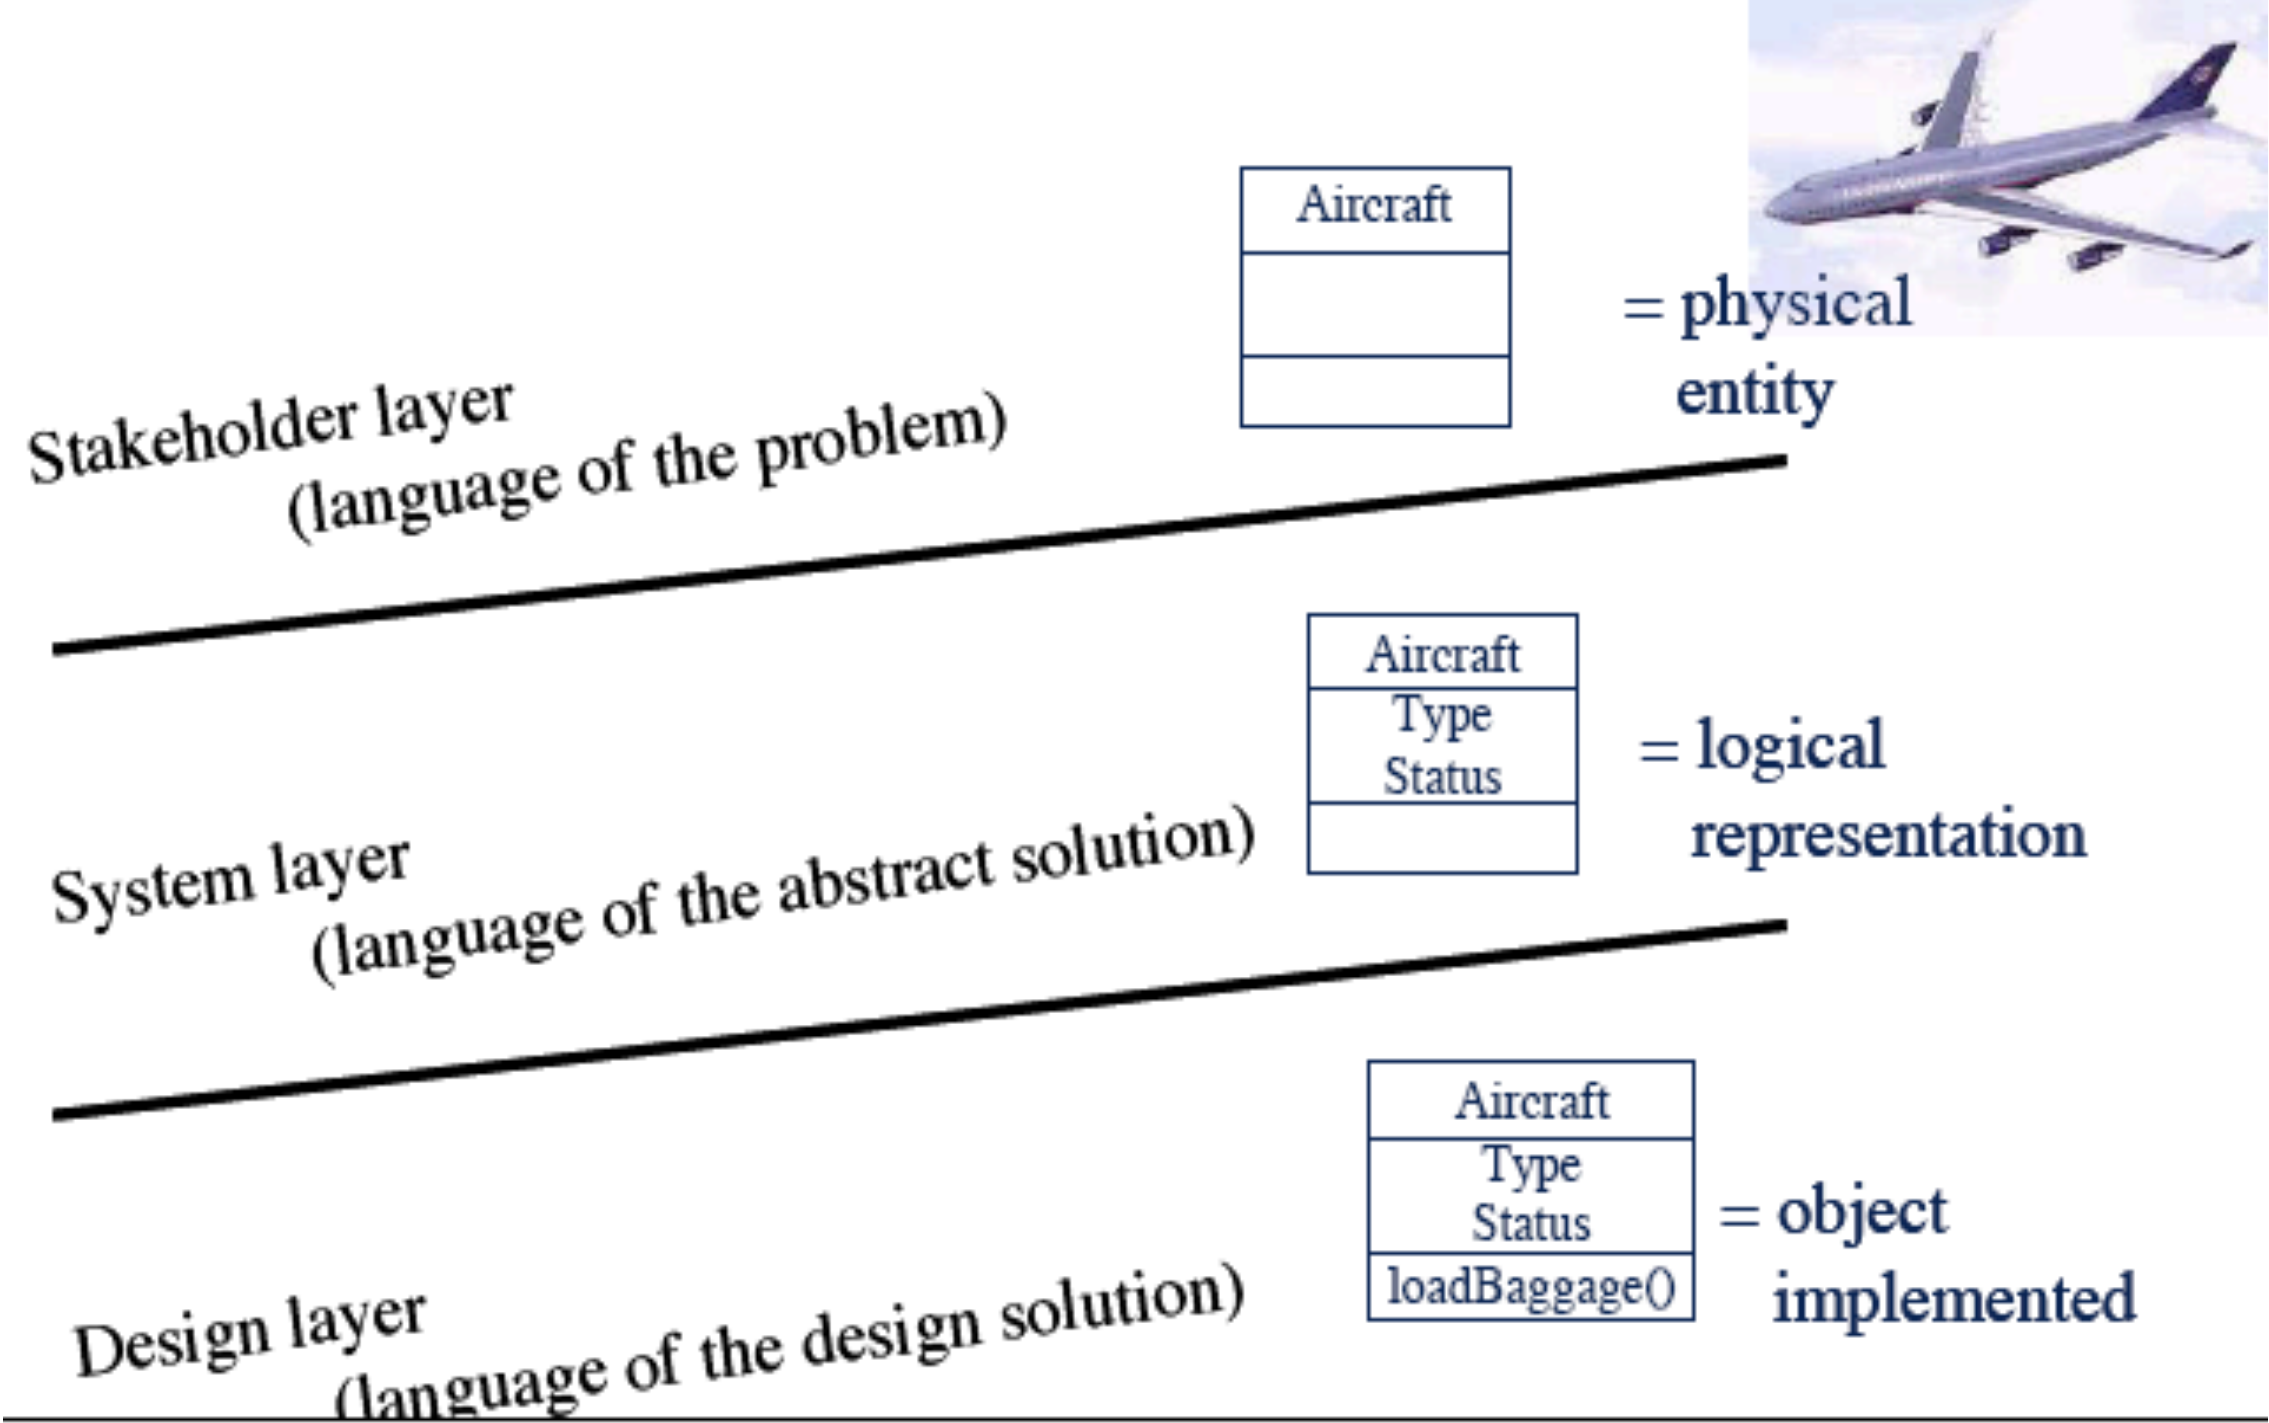 Aircraft
= physical
entity
Stakeholder layer
(language of the problem)
Aircraft
Type
Status
= logical
representation
System layer
(language of the abstract solution)
Aircraft
Type
Status
loadBaggage()
= object
implemented
Design layer
(language of the design solution)